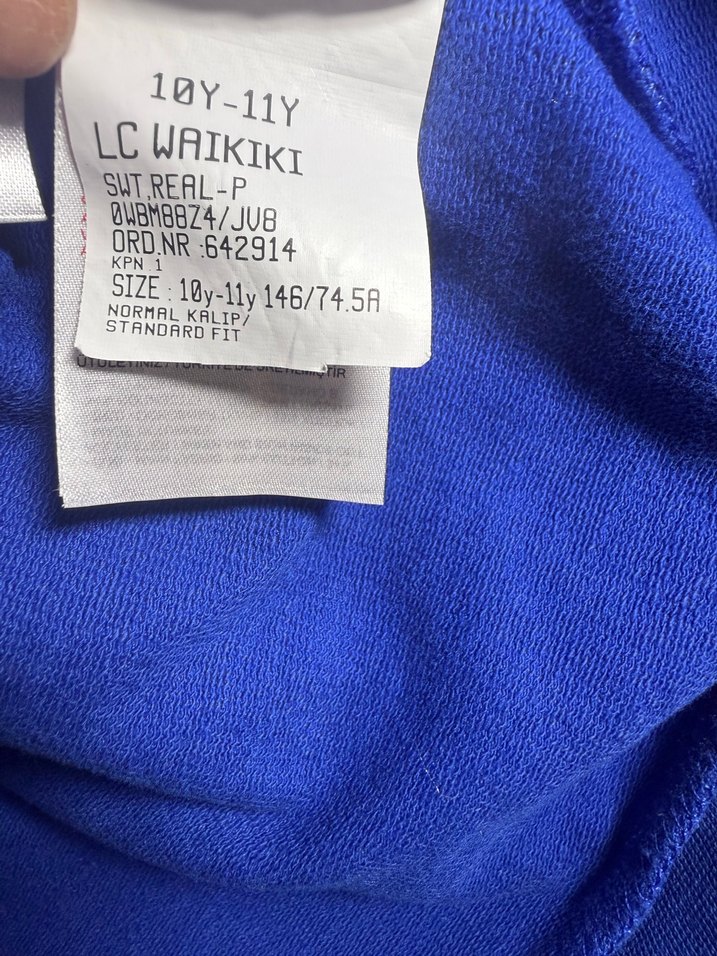 10Y-11Y
LC WAIKIKI
SWT,REAL-P
0WBM88Z4/JV8
ORD.NR :642914
KPN :1
SIZE : 10y-11y 146/74.5A
NORMAL KALIP/
STANDARD FIT